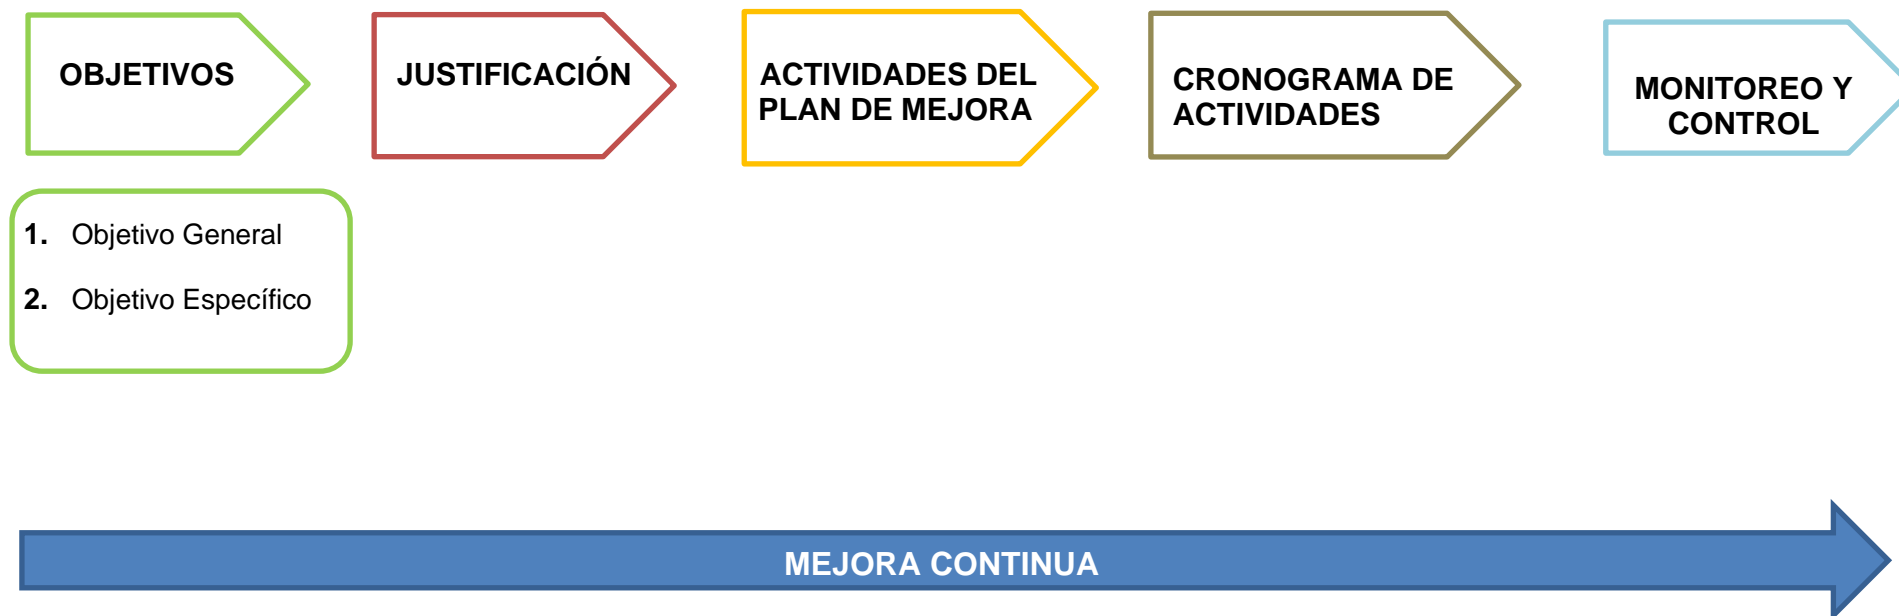 OBJETIVOS
JUSTIFICACIÓN
ACTIVIDADES DEL
PLAN DE MEJORA
CRONOGRAMA DE
ACTIVIDADES
MONITOREO Y
CONTROL
1. Objetivo General
2. Objetivo Específico
MEJORA CONTINUA